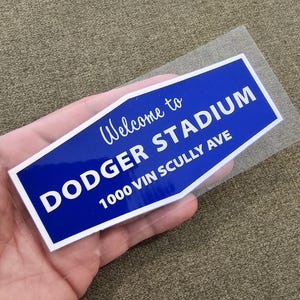 Welcome to
DODGER STADIUM
1000 VIN SCULLY AVE